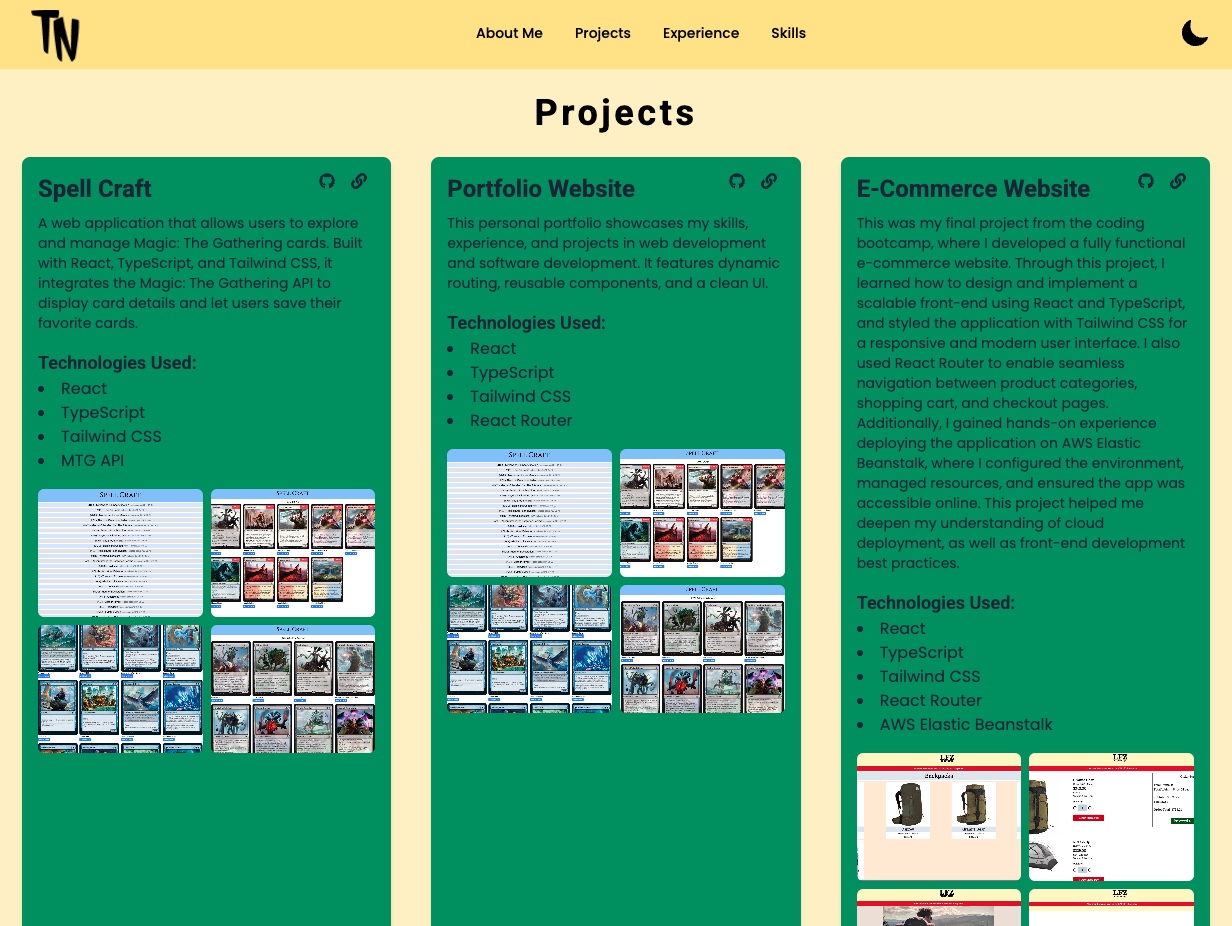 TN
About Me
Projects
Experience
Skills
Projects
Spell Craft
A web application that allows users to explore
and manage Magic: The Gathering cards. Built
with React, TypeScript, and Tailwind CSS, it
integrates the Magic: The Gathering API to
display card details and let users save their
favorite cards.
Technologies Used:
React
TypeScript
Tailwind CSS
MTG API
SPELL CRAFT
SPELL CRAFT
SPELL CRAFT
Portfolio Website
This personal portfolio showcases my skills,
experience, and projects in web development
and software development. It features dynamic
routing, reusable components, and a clean UI.
Technologies Used:
React
TypeScript
Tailwind CSS
React Router
SPELL CRAFT
SPELL CRAFT
SPELL CRAFT
E-Commerce Website
This was my final project from the coding
bootcamp, where I developed a fully functional
e-commerce website. Through this project, I
learned how to design and implement a
scalable front-end using React and TypeScript,
and styled the application with Tailwind CSS for
a responsive and modern user interface. I also
used React Router to enable seamless
navigation between product categories,
shopping cart, and checkout pages.
Additionally, I gained hands-on experience
deploying the application on AWS Elastic
Beanstalk, where I configured the environment,
managed resources, and ensured the app was
accessible online. This project helped me
deepen my understanding of cloud
deployment, as well as front-end development
best practices.
Technologies Used:
React
TypeScript
Tailwind CSS
React Router
AWS Elastic Beanstalk
Backpacks